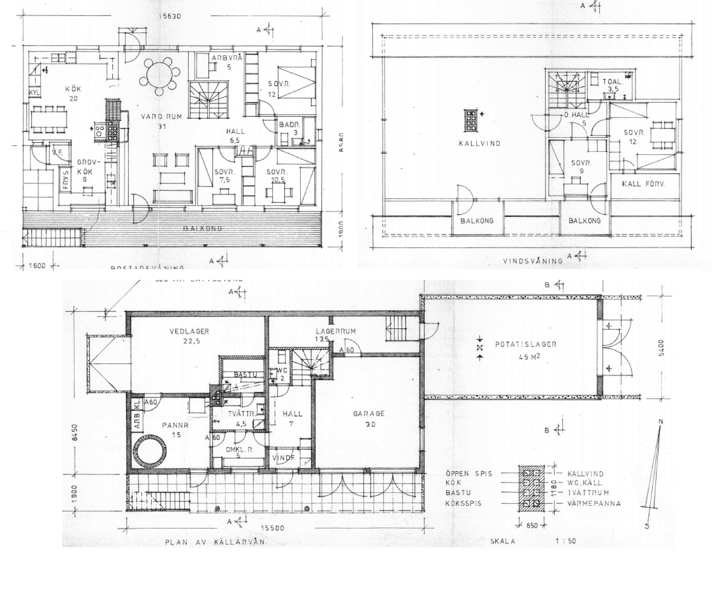 15630
A
A
KYL
KÖK
20
ARBVRÅ
5
SOVR.
12
VARD.RUM
31
HALL
6,5
BADR.
3
GROV-
KÖK
9
FRYS
SOVR.
7,5
SOVR.
10,5
8580
BALKONG
1900
1600
A
BOSTADSVÅNING
TOAL.
3,5
Ö.HALL
5
KALLVIND
SOVR.
12
SOVR.
9
KALL FÖRV.
BALKONG
BALKONG
VINDSVÅNING
A
A
B
VEDLAGER
22,5
LAGERRUM
13,5
A 60
POTATISLAGER
45 M2
5400
BASTU
WC
2
ARB KL.
A60
PANNR
15
TVÄTTR.
4,5
HALL
7
GARAGE
30
A 60
OMKL.R.
5
VINDF
8450
1900
B
N
S
ÖPPEN SPIS
KÖK
BASTU
KÖKSSPIS
KALLVIND
WC, KÄLL.
TVÄTTRUM
VÄRMEPANNA
1180
650
A
15500
PLAN AV KÄLLARVÅN.
SKALA 1:50